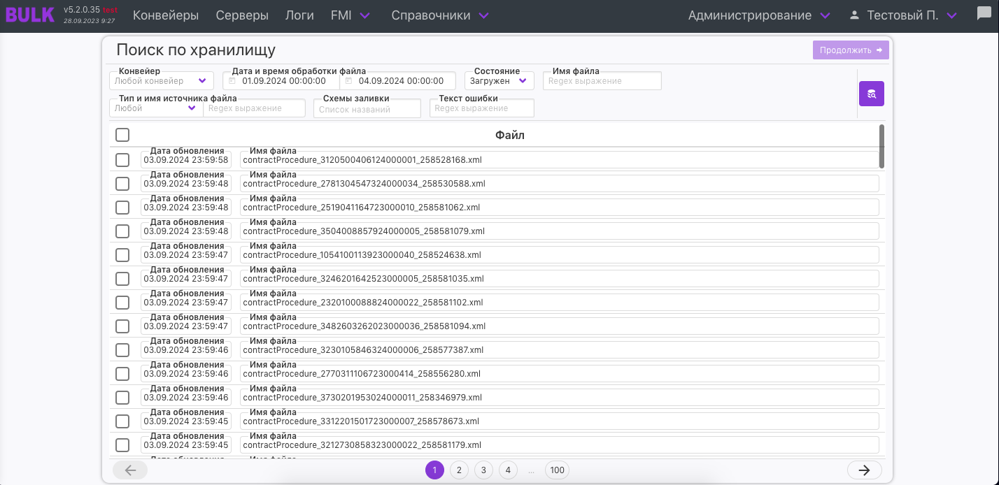 BULK v5.2.0.35 test Конвейеры Серверы Логи FMI Справочники Администрирование Тестовый П.
28.09.2023 9:27
Поиск по хранилищу Продолжить
Конвейер Дата и время обработки файла Состояние Имя файла
Любой конвейер 01.09.2024 00:00:00 04.09.2024 00:00:00 Загружен Regex выражение
Тип и имя источника файла Схемы заливки Текст ошибки
Любой Regex выражение Список названий Regex выражение
Файл
Дата обновления Имя файла
03.09.2024 23:59:58 contractProcedure_3120500406124000001_258528168.xml
Дата обновления Имя файла
03.09.2024 23:59:48 contractProcedure_2781304547324000034_258530588.xml
Дата обновления Имя файла
03.09.2024 23:59:48 contractProcedure_2519041164723000010_258581062.xml
Дата обновления Имя файла
03.09.2024 23:59:48 contractProcedure_3504008857924000005_258581079.xml
Дата обновления Имя файла
03.09.2024 23:59:47 contractProcedure_1054100113923000040_258524638.xml
Дата обновления Имя файла
03.09.2024 23:59:47 contractProcedure_3246201642523000005_258581035.xml
Дата обновления Имя файла
03.09.2024 23:59:47 contractProcedure_2320100088824000022_258581102.xml
Дата обновления Имя файла
03.09.2024 23:59:47 contractProcedure_3482603262023000036_258581094.xml
Дата обновления Имя файла
03.09.2024 23:59:46 contractProcedure_3230105846324000006_258577387.xml
Дата обновления Имя файла
03.09.2024 23:59:46 contractProcedure_2770311106723000414_258556280.xml
Дата обновления Имя файла
03.09.2024 23:59:46 contractProcedure_3730201953024000011_258346979.xml
Дата обновления Имя файла
03.09.2024 23:59:45 contractProcedure_3312201501723000007_258578673.xml
Дата обновления Имя файла
03.09.2024 23:59:45 contractProcedure_3212730858323000022_258581179.xml
Дата обновления Имя файла
1 2 3 4 ... 100